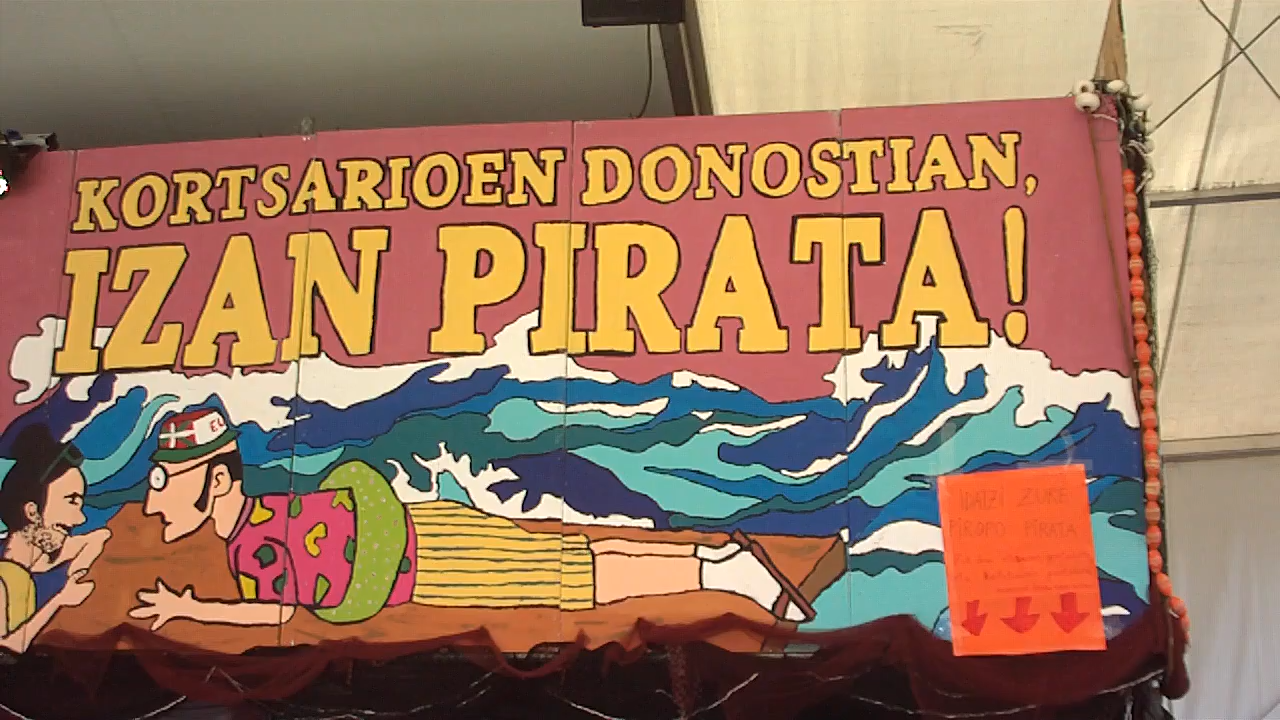 KORTSARIOEN DONOSTIAN,
IZAN PIRATA!
IDATZI ZURE
PIROPO PIRATA